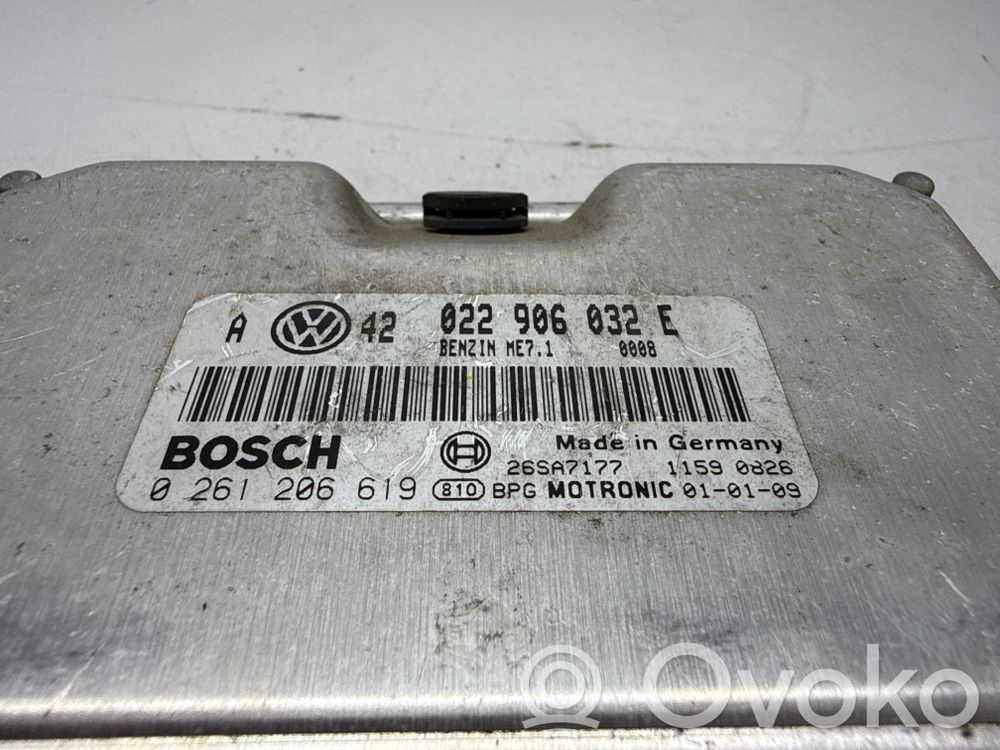 A VW 42 022 906 032 E
BENZIN ME7.1 0008
BOSCH
Made in Germany
26SA7177 1159 0826
0 261 206 619 810 BPG MOTRONIC 01-01-09
Ovoko